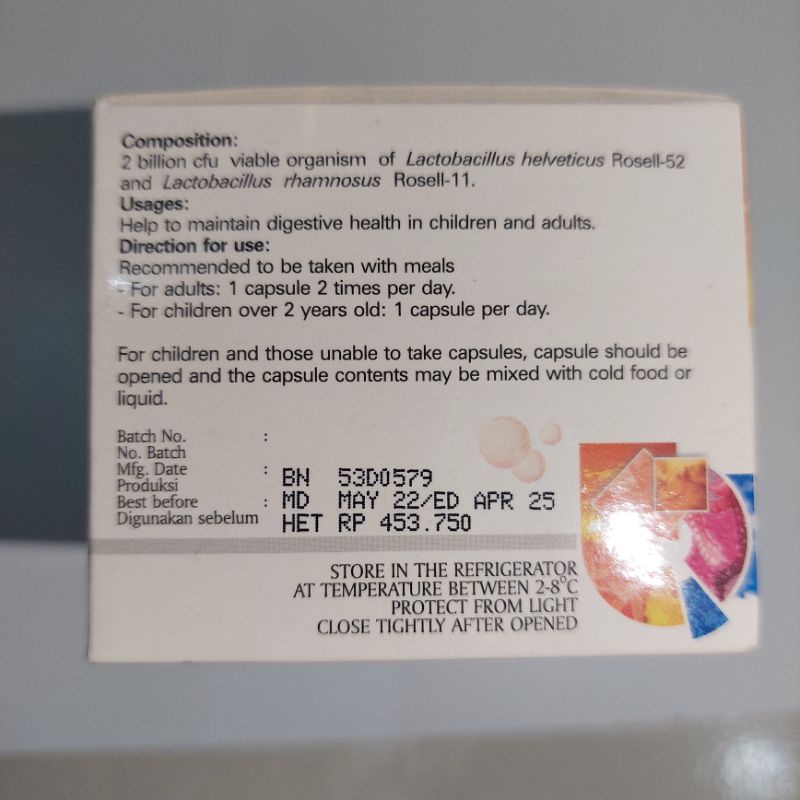 Composition:
2 billion cfu viable organism of Lactobacillus helveticus Rosell-52
and Lactobacillus rhamnosus Rosell-11.
Usages:
Help to maintain digestive health in children and adults.
Direction for use:
Recommended to be taken with meals
- For adults: 1 capsule 2 times per day.
- For children over 2 years old: 1 capsule per day.
For children and those unable to take capsules, capsule should be
opened and the capsule contents may be mixed with cold food or
liquid.
Batch No. :
No. Batch
Mfg. Date :
Produksi
Best before :
Digunakan sebelum
BN 53D0579
MD MAY 22/ED APR 25
HET RP 453.750
STORE IN THE REFRIGERATOR
AT TEMPERATURE BETWEEN 2-8°C
PROTECT FROM LIGHT
CLOSE TIGHTLY AFTER OPENED